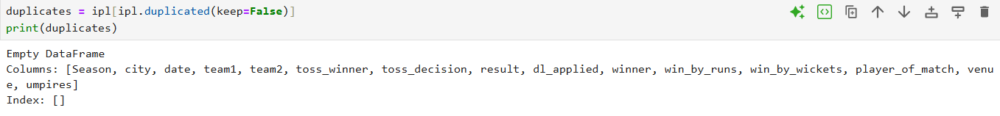 duplicates = ipl[ipl.duplicated(keep=False)]
print(duplicates)
Empty DataFrame
Columns: [Season, city, date, team1, team2, toss_winner, toss_decision, result, dl_applied, winner, win_by_runs, win_by_wickets, player_of_match, venu
e, umpires]
Index: []